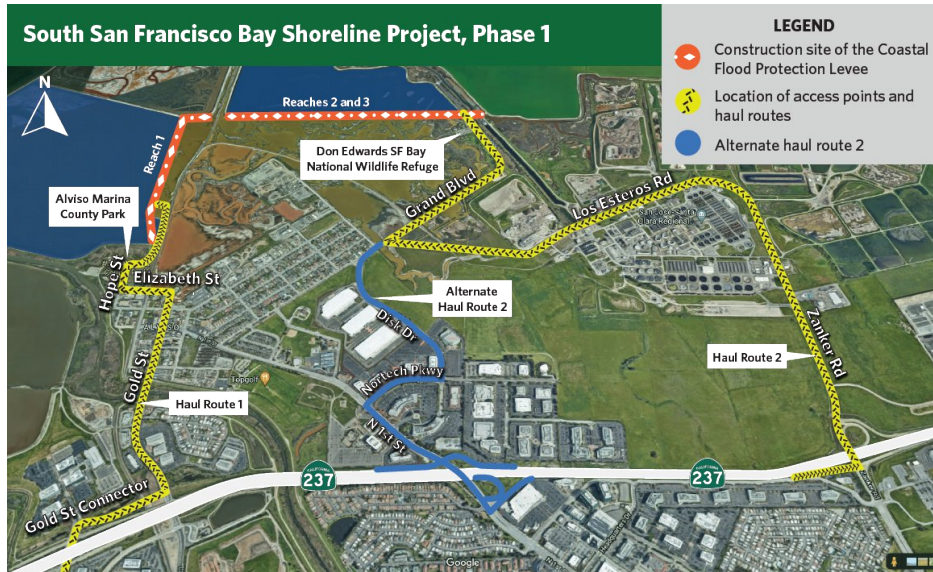 South San Francisco Bay Shoreline Project, Phase 1
LEGEND
Construction site of the Coastal
Flood Protection Levee
Location of access points and
haul routes
Alternate haul route 2
N
Reaches 2 and 3
Reach 1
Don Edwards SF Bay
National Wildlife Refuge
Grand Blvd
Los Esteros Rd
Alviso Marina
County Park
Hope St
Elizabeth St
Alternate
Haul Route 2
Disk Dr
ALVISO
Gold St
Topgolf
Nortech Pkwy
Haul Route 2
Zanker Rd
Haul Route 1
N 1st St
CALIFORNIA
237
CALIFORNIA
237
Gold St Connector
Google